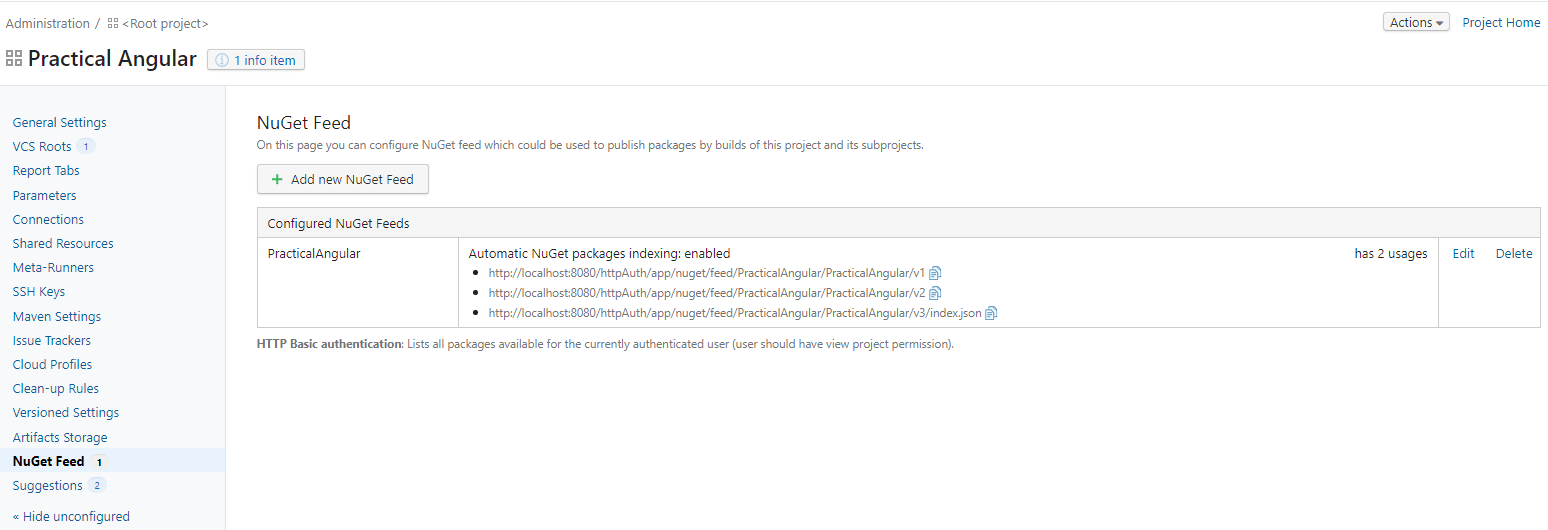 Administration / <Root project>
Actions Project Home
Practical Angular 1 info item
General Settings
VCS Roots 1
Report Tabs
Parameters
Connections
Shared Resources
Meta-Runners
SSH Keys
Maven Settings
Issue Trackers
Cloud Profiles
Clean-up Rules
Versioned Settings
Artifacts Storage
NuGet Feed 1
Suggestions 2
« Hide unconfigured
NuGet Feed
On this page you can configure NuGet feed which could be used to publish packages by builds of this project and its subprojects.
+ Add new NuGet Feed
Configured NuGet Feeds
PracticalAngular
Automatic NuGet packages indexing: enabled
http://localhost:8080/httpAuth/app/nuget/feed/PracticalAngular/PracticalAngular/v1
http://localhost:8080/httpAuth/app/nuget/feed/PracticalAngular/PracticalAngular/v2
http://localhost:8080/httpAuth/app/nuget/feed/PracticalAngular/PracticalAngular/v3/index.json
has 2 usages
Edit Delete
HTTP Basic authentication: Lists all packages available for the currently authenticated user (user should have view project permission).